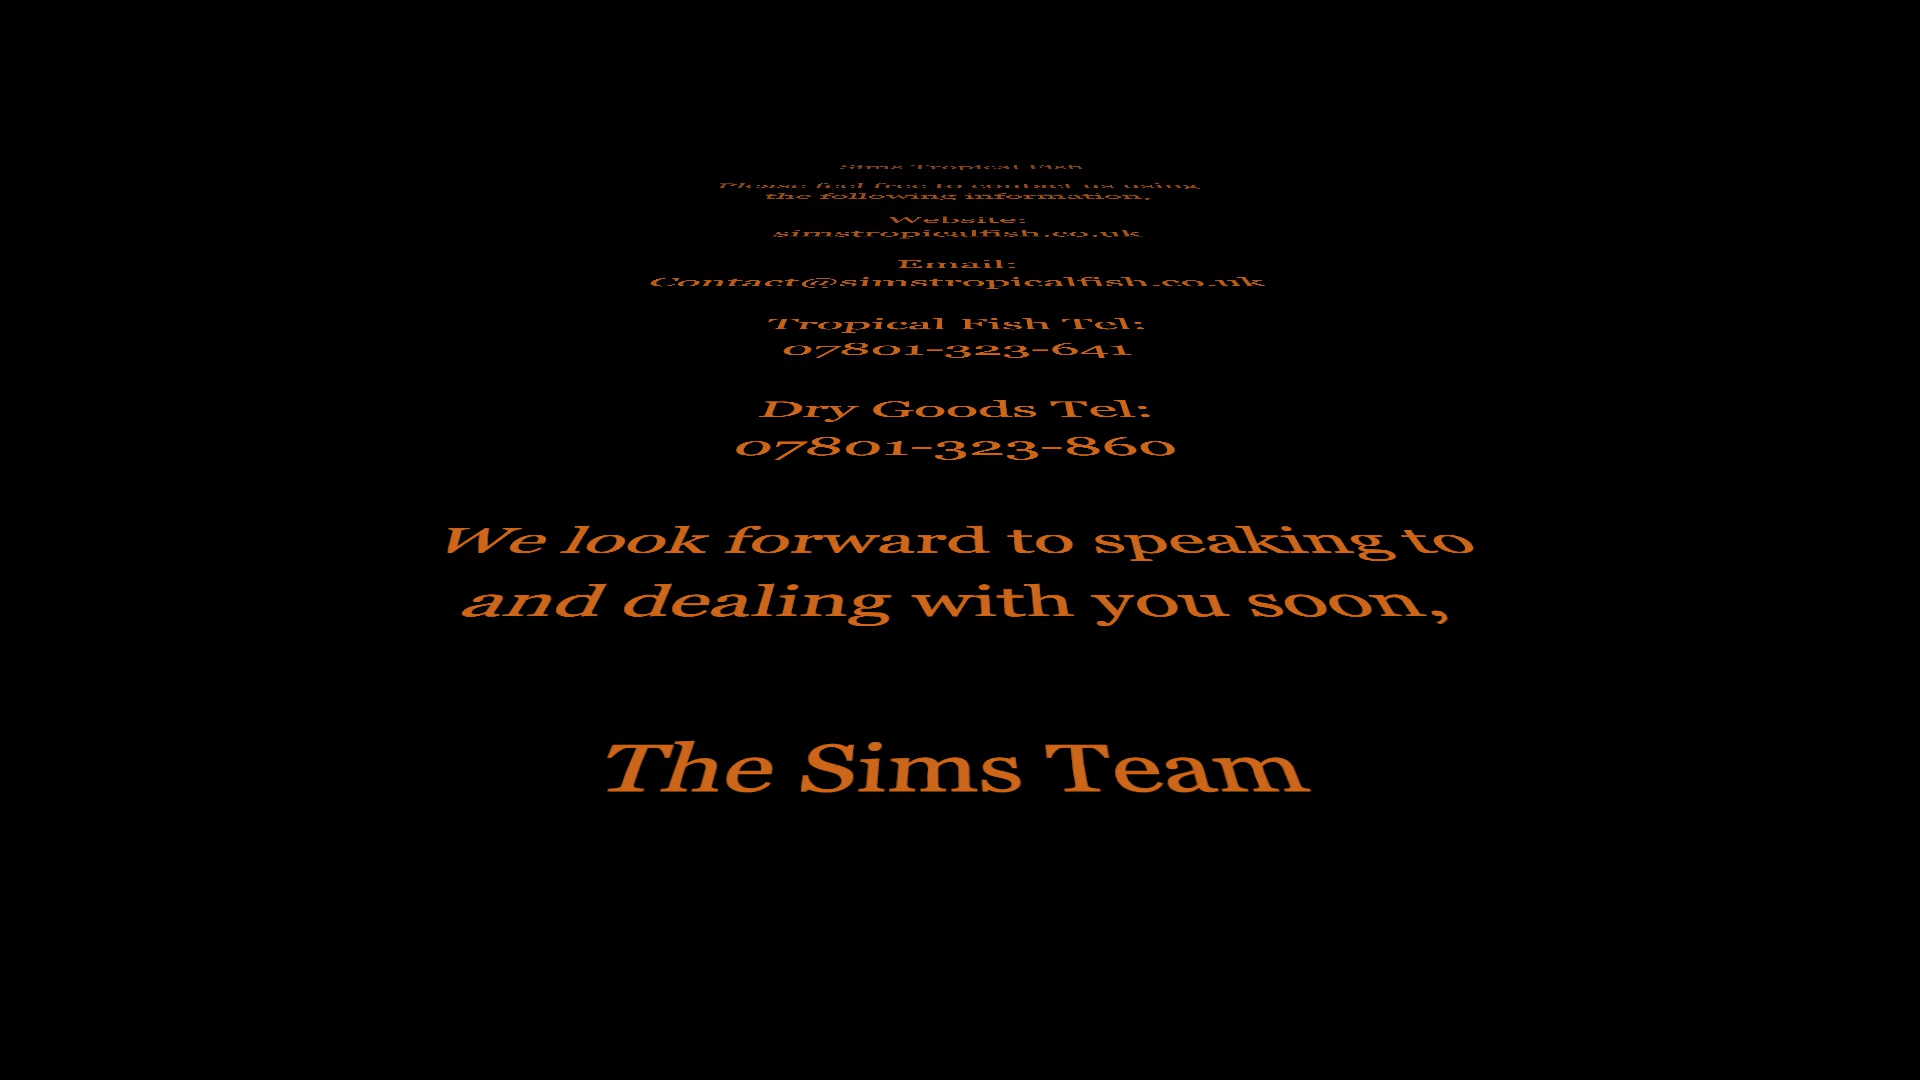 Sims Tropical Fish
Please feel free to contact us using
the following information,
Website:
simstropicalfish.co.uk
Email:
Contact@simstropicalfish.co.uk
Tropical Fish Tel:
07801-323-641
Dry Goods Tel:
07801-323-860
We look forward to speaking to
and dealing with you soon,
The Sims Team